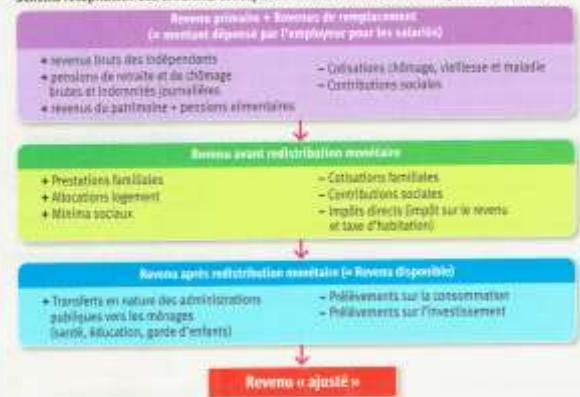 Revenu primaire + Revenus de remplacement
(= montant dépensé par l'employeur pour les salariés)
+ revenus bruts des indépendants
+ pensions de retraite et de chômage
brutes et indemnités journalières
+ revenus du patrimoine + pensions alimentaires
– Cotisations chômage, vieillesse et maladie
– Contributions sociales
Revenu avant redistribution monétaire
+ Prestations familiales
+ Allocations logement
+ Minima sociaux
– Cotisations familiales
– Contributions sociales
– Impôts directs (impôt sur le revenu
et taxe d'habitation)
Revenu après redistribution monétaire (= Revenu disponible)
+ Transferts en nature des administrations
publiques vers les ménages
(santé, éducation, garde d'enfants)
– Prélèvements sur la consommation
– Prélèvements sur l'investissement
Revenu « ajusté »